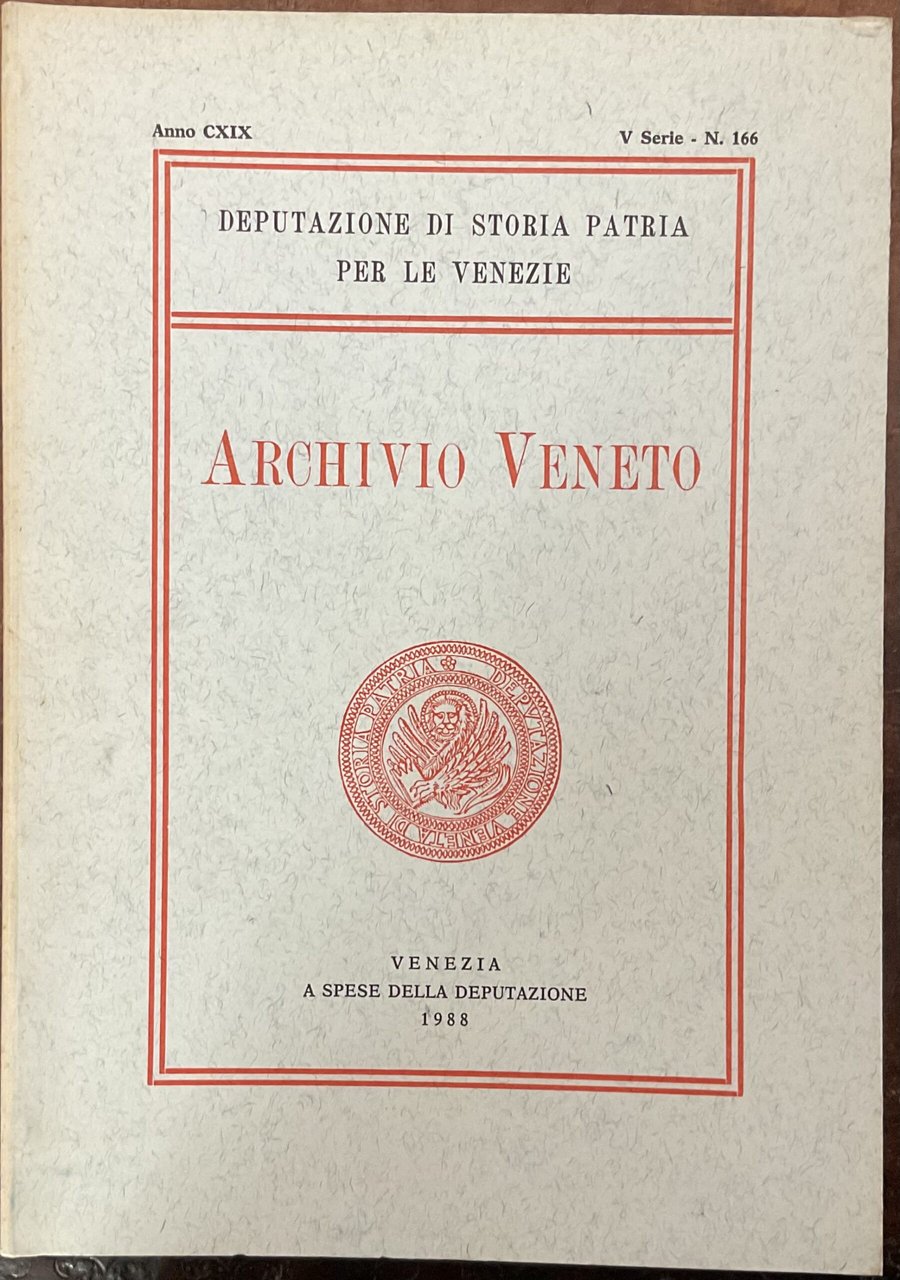 Anno CXIX
V Serie - N. 166
DEPUTAZIONE DI STORIA PATRIA
PER LE VENEZIE
ARCHIVIO VENETO
DEPVTAZIONE VENETA DI STORIA PATRIA
VENEZIA
A SPESE DELLA DEPUTAZIONE
1988